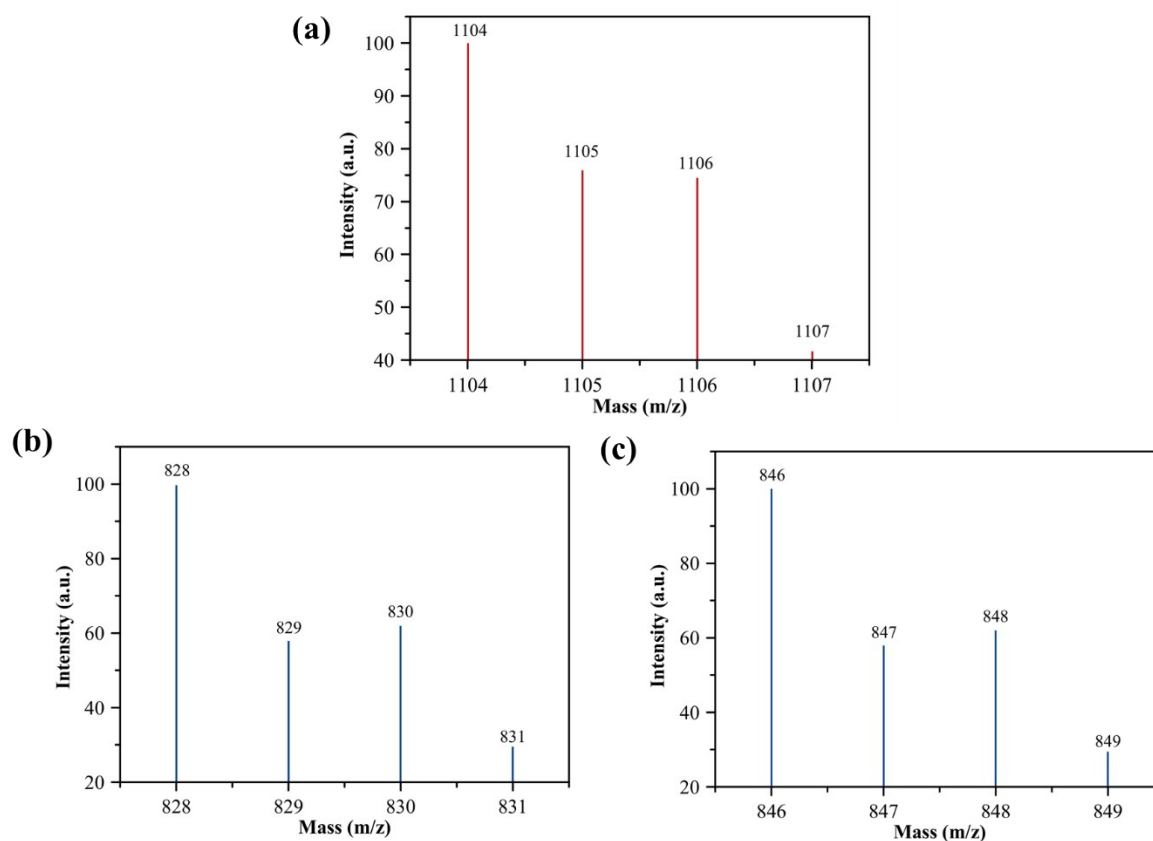 (a)
1104
1105
1106
1107
100
90
80
70
60
50
40
Intensity (a.u.)
1104 1105 1106 1107
Mass (m/z)
(b)
828
829
830
831
100
80
60
40
20
Intensity (a.u.)
828 829 830 831
Mass (m/z)
(c)
846
847
848
849
100
80
60
40
20
Intensity (a.u.)
846 847 848 849
Mass (m/z)